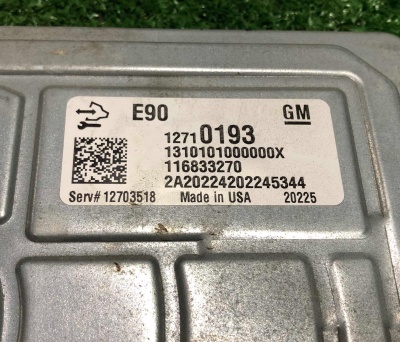 E90 GM
12710193
1310101000000X
116833270
2A20224202245344
Serv# 12703518 Made in USA 20225